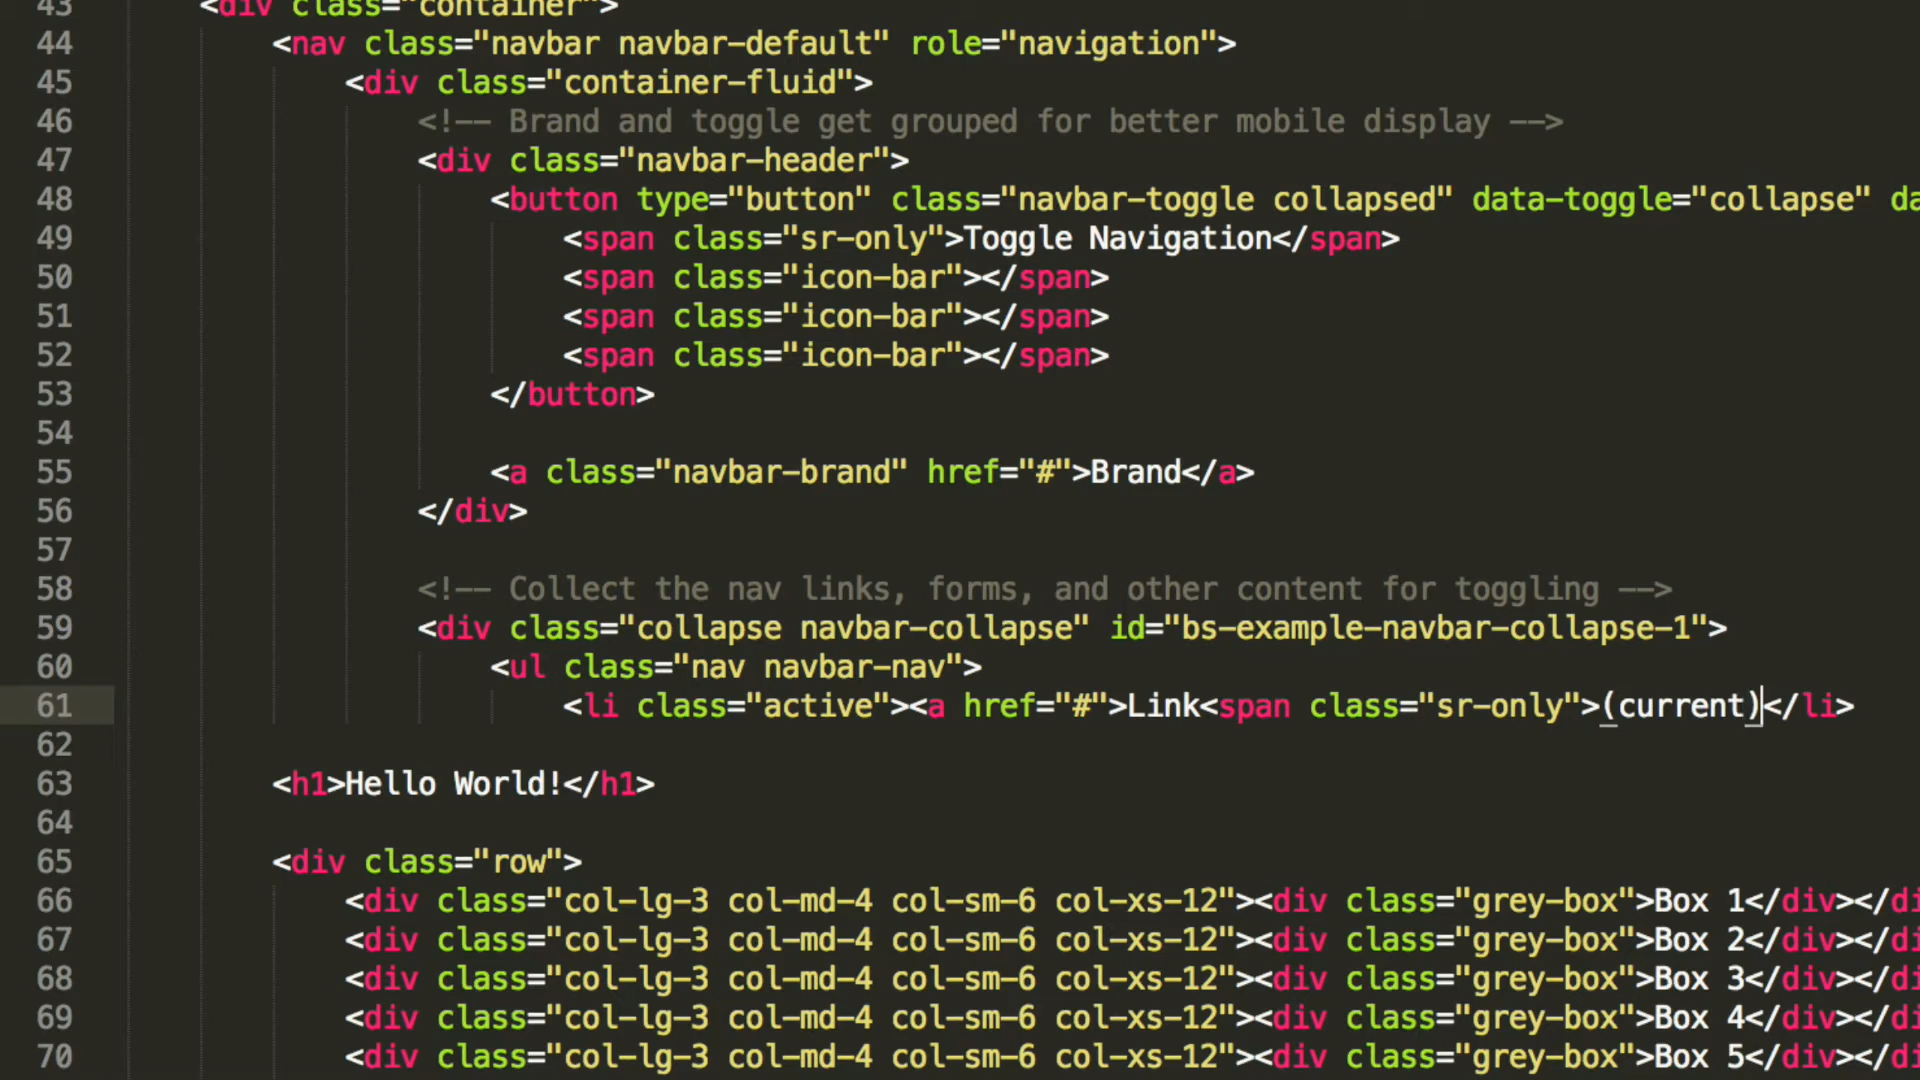 43 <div class="container">
44 <nav class="navbar navbar-default" role="navigation">
45 <div class="container-fluid">
46 <!-- Brand and toggle get grouped for better mobile display -->
47 <div class="navbar-header">
48 <button type="button" class="navbar-toggle collapsed" data-toggle="collapse" da
49 <span class="sr-only">Toggle Navigation</span>
50 <span class="icon-bar"></span>
51 <span class="icon-bar"></span>
52 <span class="icon-bar"></span>
53 </button>
54
55 <a class="navbar-brand" href="#">Brand</a>
56 </div>
57
58 <!-- Collect the nav links, forms, and other content for toggling -->
59 <div class="collapse navbar-collapse" id="bs-example-navbar-collapse-1">
60 <ul class="nav navbar-nav">
61 <li class="active"><a href="#">Link<span class="sr-only">(current)</li>
62
63 <h1>Hello World!</h1>
64
65 <div class="row">
66 <div class="col-lg-3 col-md-4 col-sm-6 col-xs-12"><div class="grey-box">Box 1</div></di
67 <div class="col-lg-3 col-md-4 col-sm-6 col-xs-12"><div class="grey-box">Box 2</div></di
68 <div class="col-lg-3 col-md-4 col-sm-6 col-xs-12"><div class="grey-box">Box 3</div></di
69 <div class="col-lg-3 col-md-4 col-sm-6 col-xs-12"><div class="grey-box">Box 4</div></di
70 <div class="col-lg-3 col-md-4 col-sm-6 col-xs-12"><div class="grey-box">Box 5</div></di